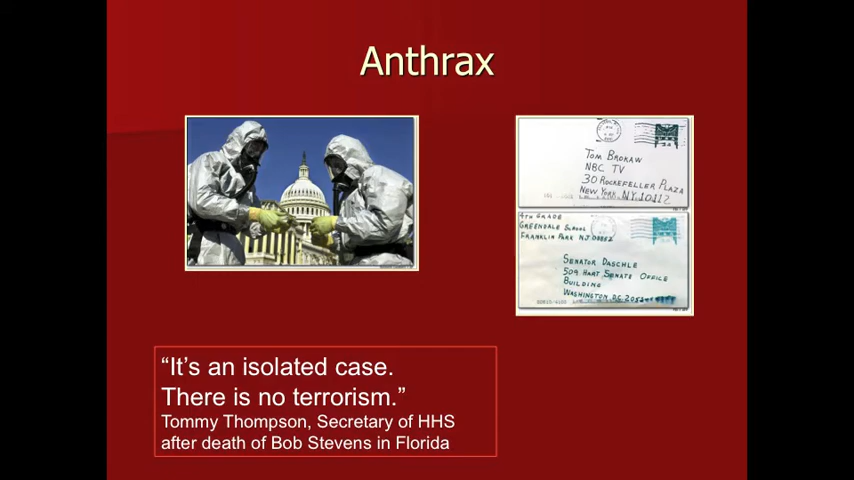 Anthrax
TOM BROKAW
NBC TV
30 ROCKEFELLER PLAZA
NEW YORK NY 10112
4TH GRADE
GREENDALE SCHOOL
FRANKLIN PARK NJ 08852
SENATOR DASCHLE
509 HART SENATE OFFICE
BUILDING
WASHINGTON D.C. 205
“It’s an isolated case.
There is no terrorism.”
Tommy Thompson, Secretary of HHS
after death of Bob Stevens in Florida